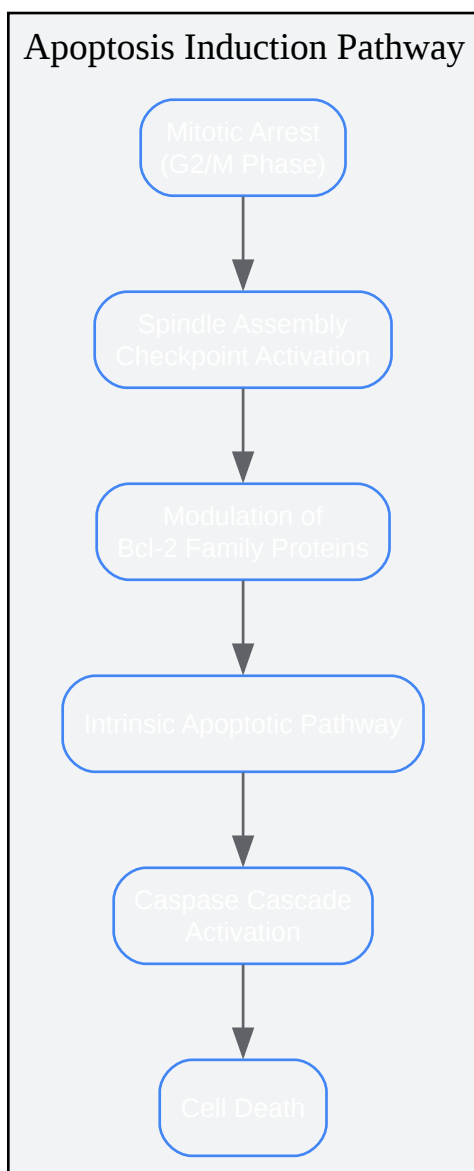 Apoptosis Induction Pathway
Mitotic Arrest
(G2/M Phase)
Spindle Assembly
Checkpoint Activation
Modulation of
Bcl-2 Family Proteins
Intrinsic Apoptotic Pathway
Caspase Cascade
Activation
Cell Death